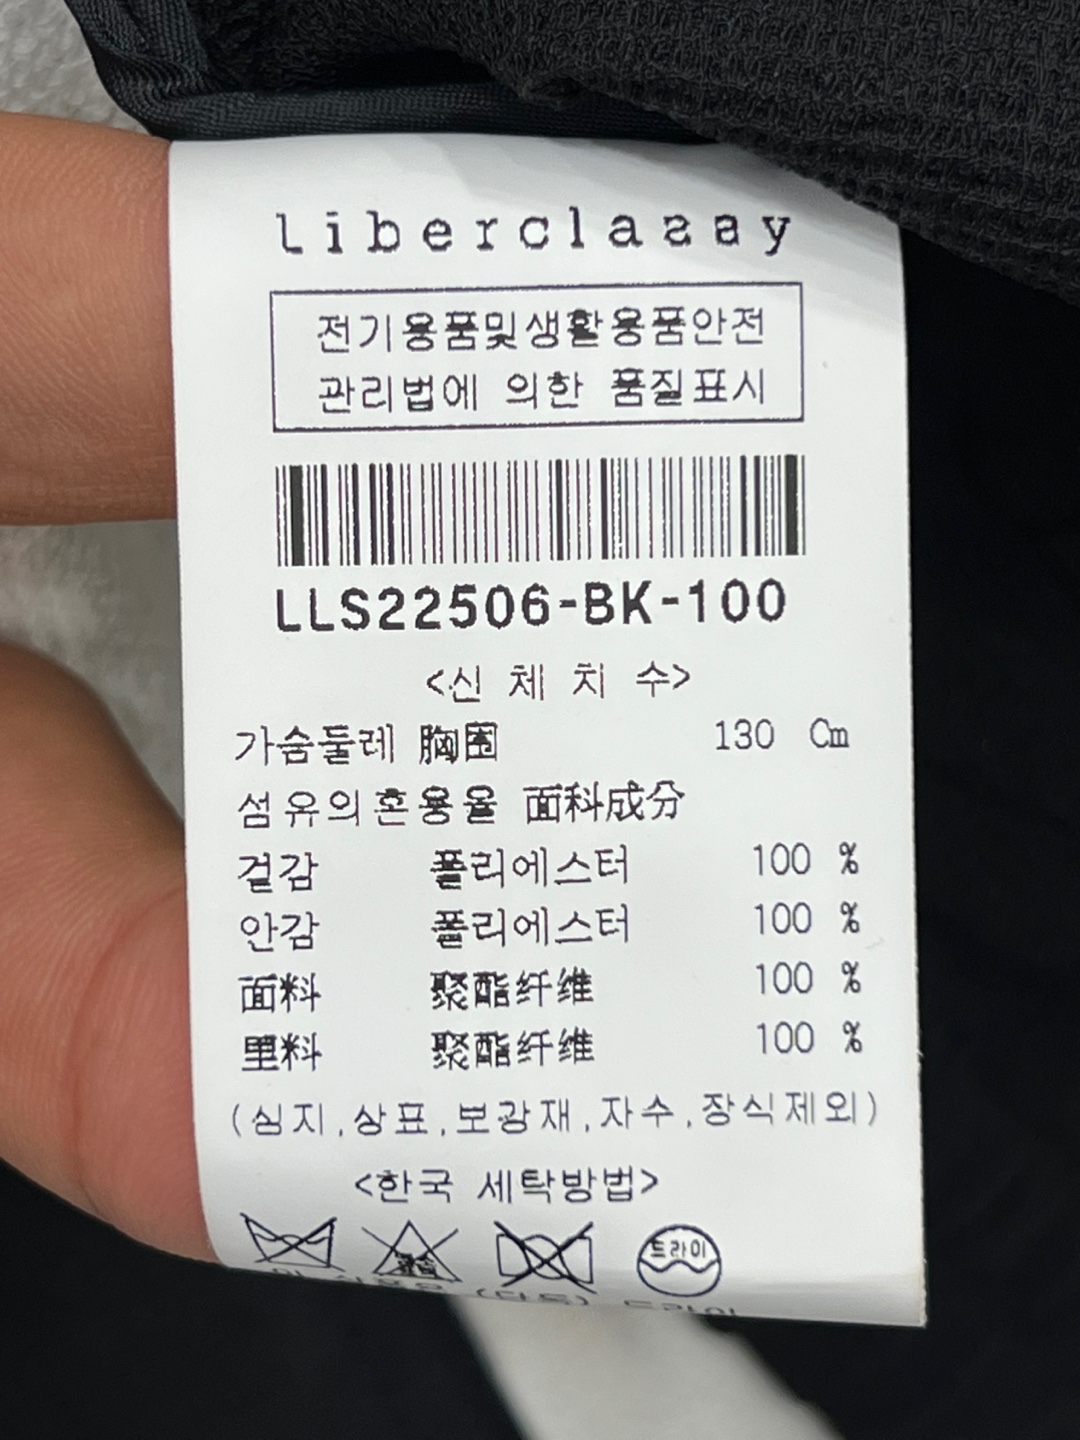 Liberclassy
전기용품및생활용품안전
관리법에 의한 품질표시
LLS22506-BK-100
<신 체 치 수>
가슴둘레 胸围 130 Cm
섬유의혼용율 面料成分
겉감 폴리에스터 100 %
안감 폴리에스터 100 %
面料 聚酯纤维 100 %
里料 聚酯纤维 100 %
(심지,상표,보강재,자수,장식제외)
<한국 세탁방법>
드라이